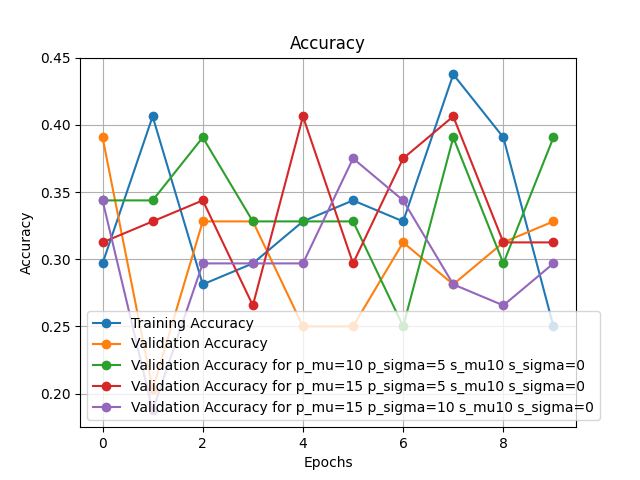 Accuracy
0.45
0.40
0.35
0.30
0.25
0.20
Accuracy
Training Accuracy
Validation Accuracy
Validation Accuracy for p_mu=10 p_sigma=5 s_mu10 s_sigma=0
Validation Accuracy for p_mu=15 p_sigma=5 s_mu10 s_sigma=0
Validation Accuracy for p_mu=15 p_sigma=10 s_mu10 s_sigma=0
0 2 4 6 8
Epochs